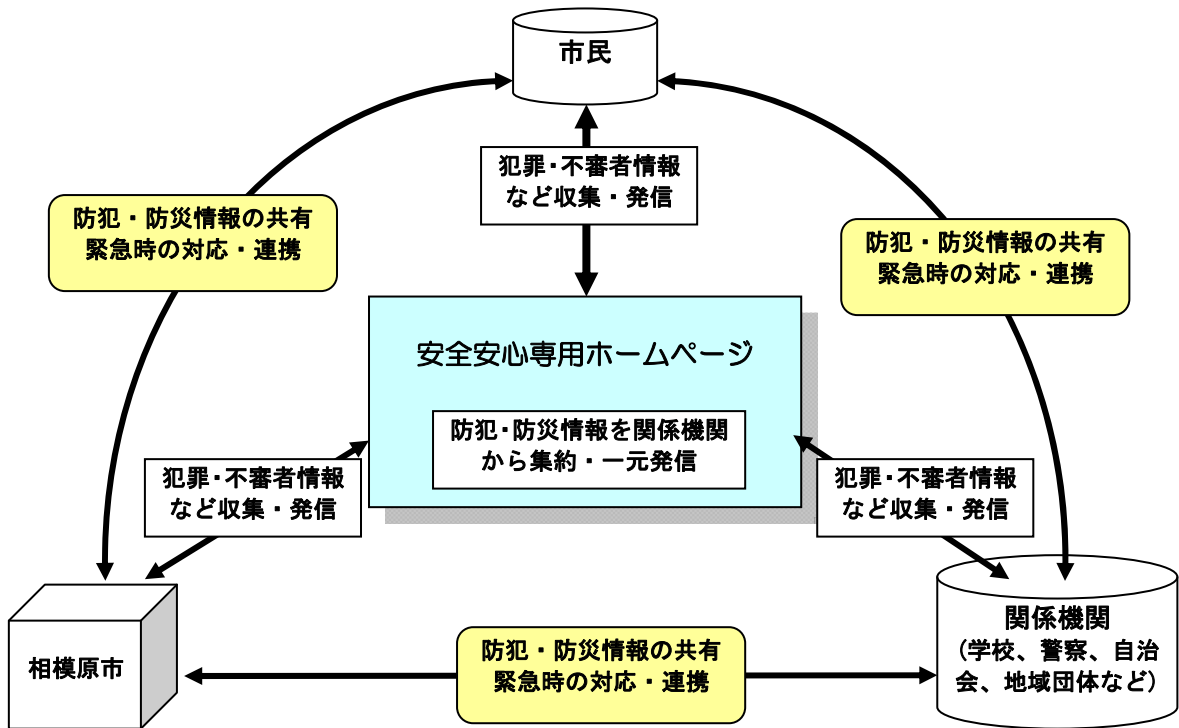 市民
犯罪・不審者情報
など収集・発信
防犯・防災情報の共有
緊急時の対応・連携
防犯・防災情報の共有
緊急時の対応・連携
安全安心専用ホームページ
防犯・防災情報を関係機関
から集約・一元発信
犯罪・不審者情報
など収集・発信
犯罪・不審者情報
など収集・発信
相模原市
防犯・防災情報の共有
緊急時の対応・連携
関係機関
（学校、警察、自治
会、地域団体など）